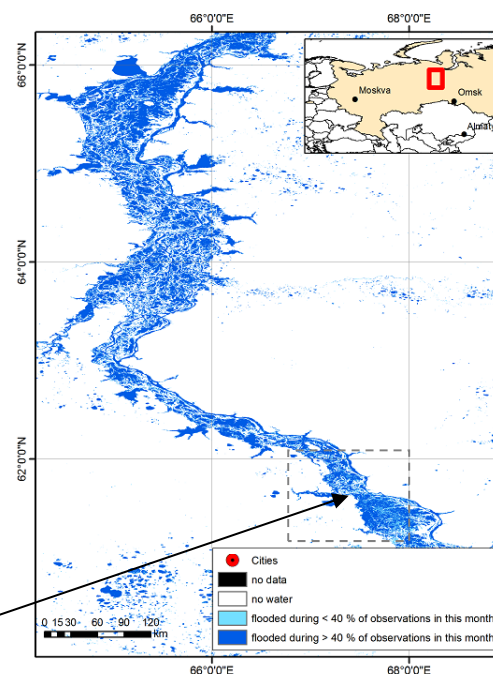 66°0'0"E
68°0'0"E
66°0'0"N
64°0'0"N
62°0'0"N
Moskva
Omsk
Cities
no data
no water
flooded during < 40 % of observations in this month
flooded during > 40 % of observations in this month
0 15 30 60 90 120
Km
66°0'0"E
68°0'0"E